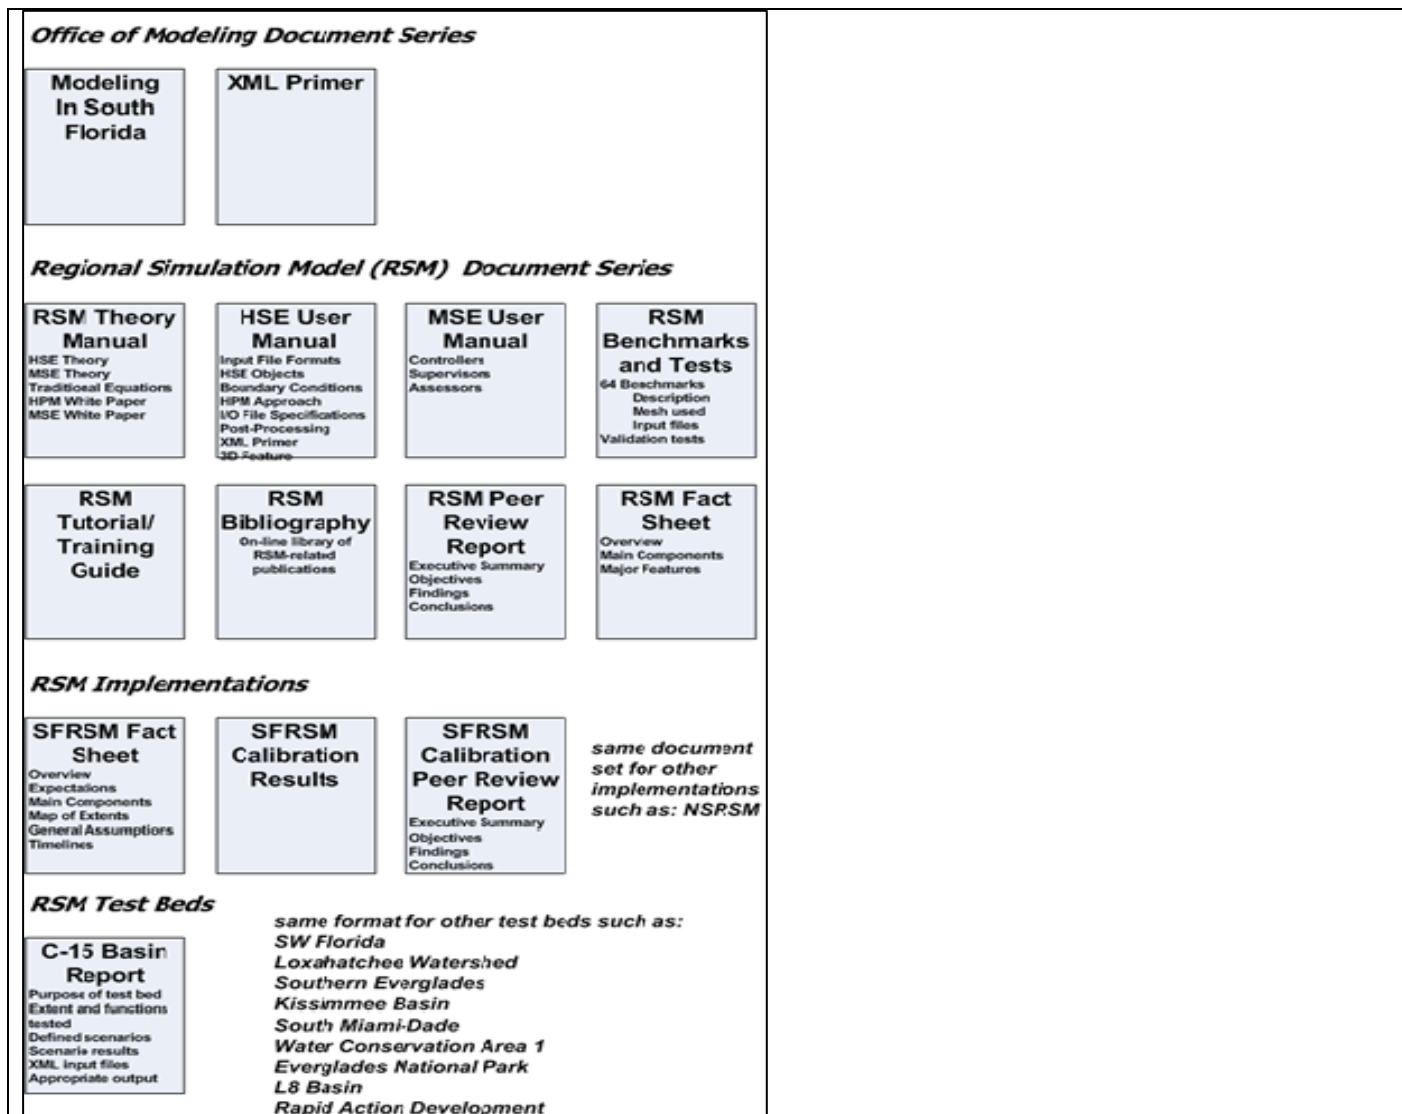 Office of Modeling Document Series
Modeling
In South
Florida
XML Primer
Regional Simulation Model (RSM) Document Series
RSM Theory
Manual
HSE Theory
MSE Theory
Traditional Equations
HPM White Paper
MSE White Paper
HSE User
Manual
Input File Formats
HSE Objects
Boundary Conditions
HPM Approach
I/O File Specifications
Post-Processing
XML Primer
3D Feature
MSE User
Manual
Controllers
Supervisors
Assessors
RSM
Benchmarks
and Tests
64 Benchmarks
Description
Mesh used
Input files
Validation tests
RSM
Tutorial/
Training
Guide
RSM
Bibliography
On-line library of
RSM-related
publications
RSM Peer
Review
Report
Executive Summary
Objectives
Findings
Conclusions
RSM Fact
Sheet
Overview
Main Components
Major Features
RSM Implementations
SFRSM Fact
Sheet
Overview
Expectations
Main Components
Map of Extents
General Assumptions
Timelines
SFRSM
Calibration
Results
SFRSM
Calibration
Peer Review
Report
Executive Summary
Objectives
Findings
Conclusions
same document
set for other
implementations
such as: NSRSM
RSM Test Beds
C-15 Basin
Report
Purpose of test bed
Extent and functions
tested
Defined scenarios
Scenario results
XML input files
Appropriate output
same format for other test beds such as:
SW Florida
Loxahatchee Watershed
Southern Everglades
Kissimmee Basin
South Miami-Dade
Water Conservation Area 1
Everglades National Park
L8 Basin
Rapid Action Development